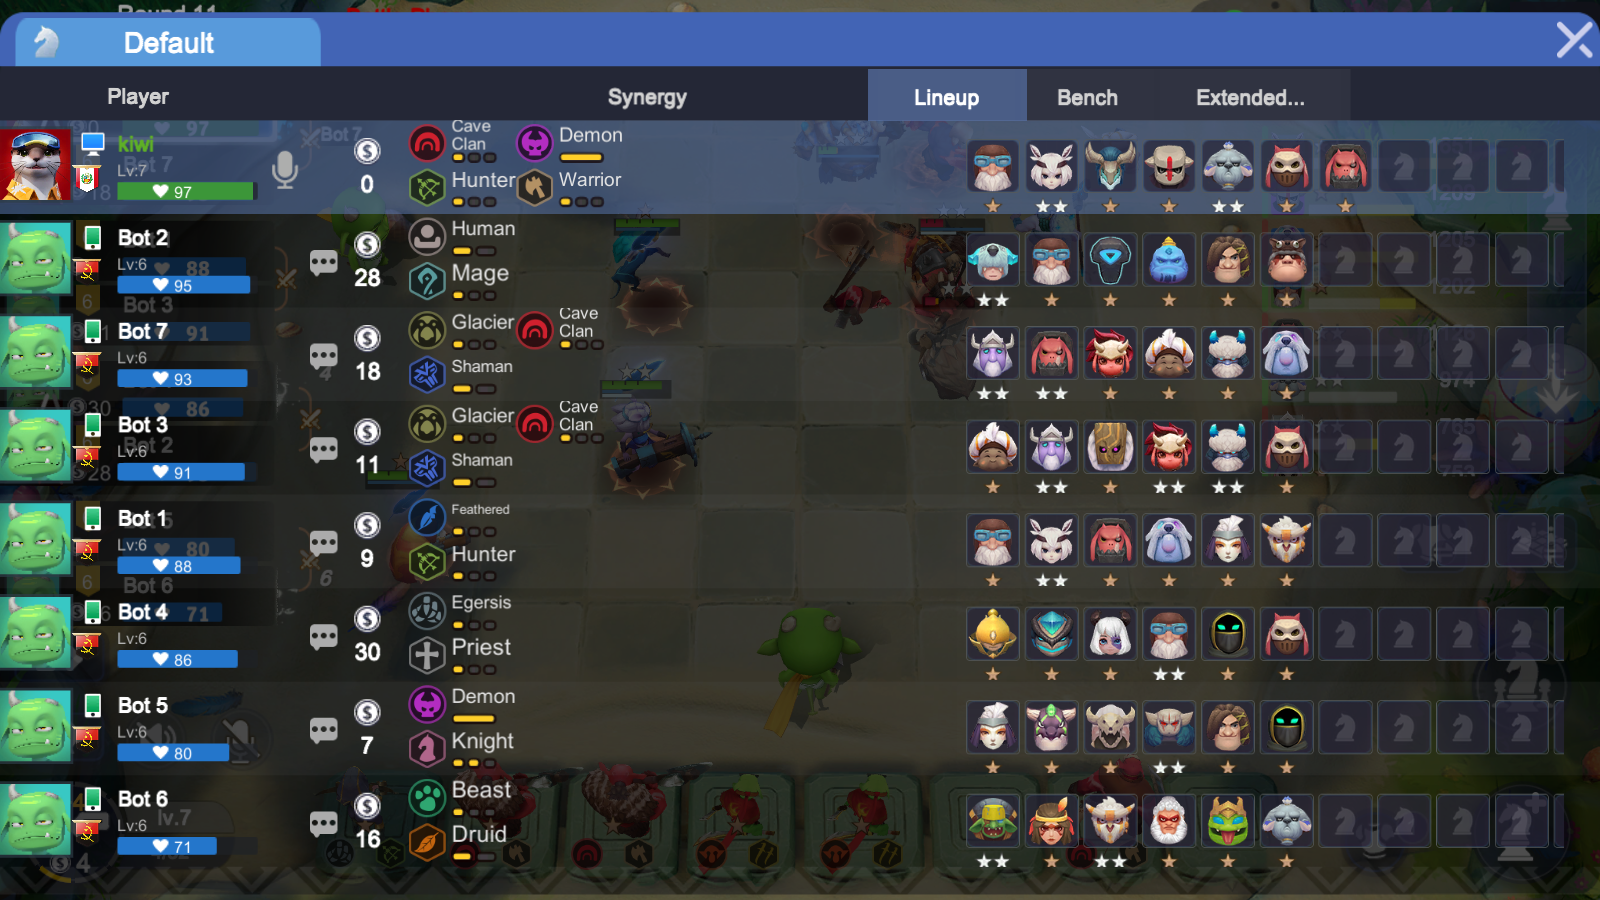 Round 11
Default
Player
Synergy
Lineup
Bench
Extended...
kiwi
Lv:7
97
0
Cave
Clan
Demon
Hunter
Warrior
Bot 2
Lv:6
95
28
Human
Mage
Bot 7
Lv:6
93
18
Glacier
Cave
Clan
Shaman
Bot 3
Lv:6
91
11
Glacier
Cave
Clan
Shaman
Bot 1
Lv:6
88
9
Feathered
Hunter
Bot 4
Lv:6
86
30
Egersis
Priest
Bot 5
Lv:6
80
7
Demon
Knight
Bot 6
Lv:6
71
16
Beast
Druid